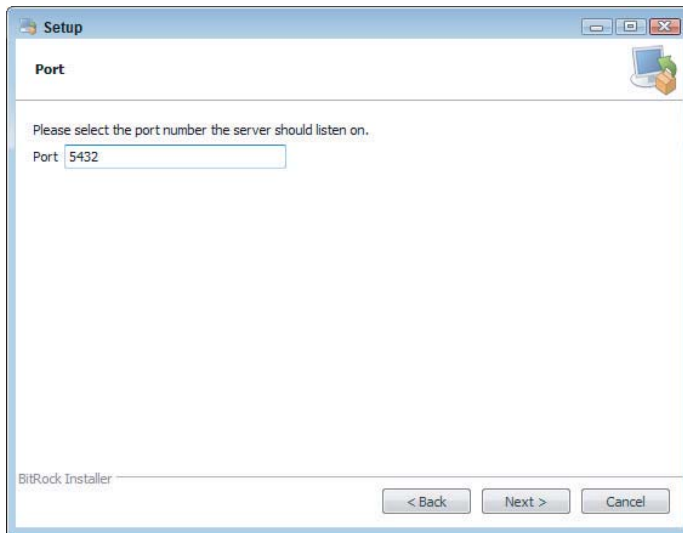 Setup
Port
Please select the port number the server should listen on.
Port 5432
BitRock Installer
< Back Next > Cancel